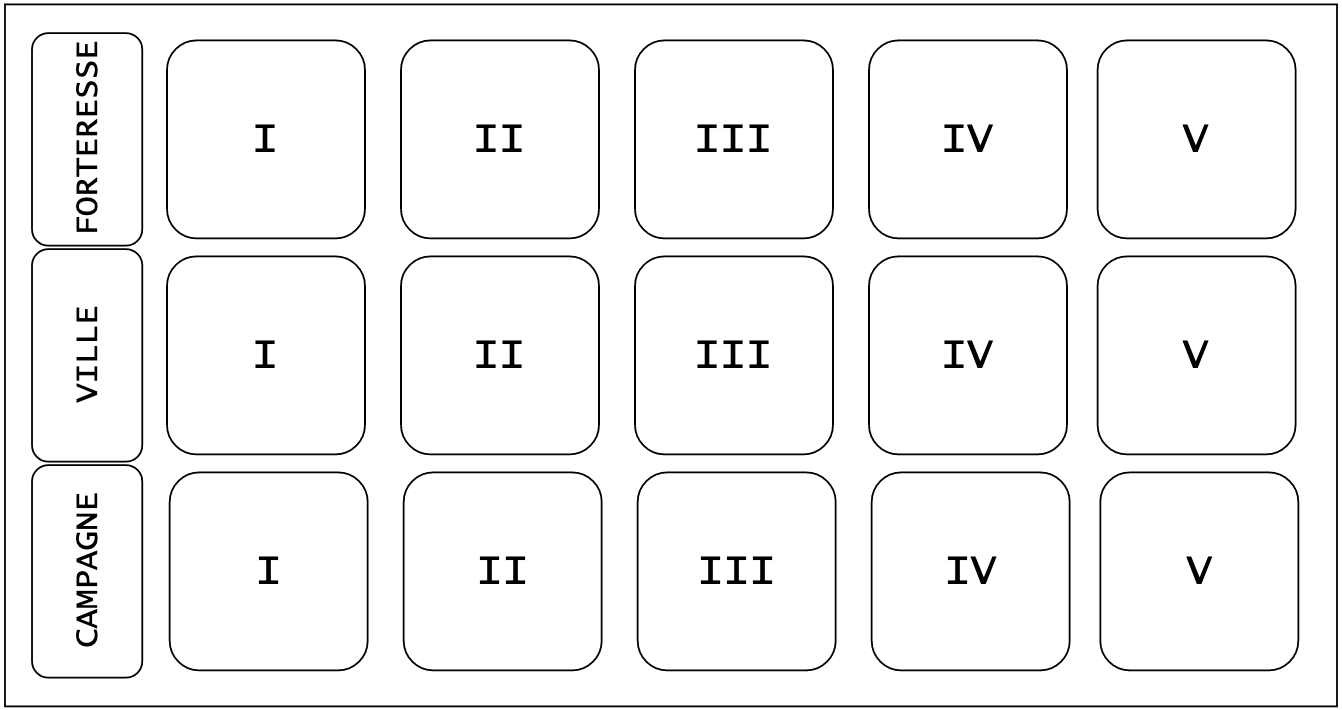 FORTERESSE
I II III IV V
VILLE
I II III IV V
CAMPAGNE
I II III IV V